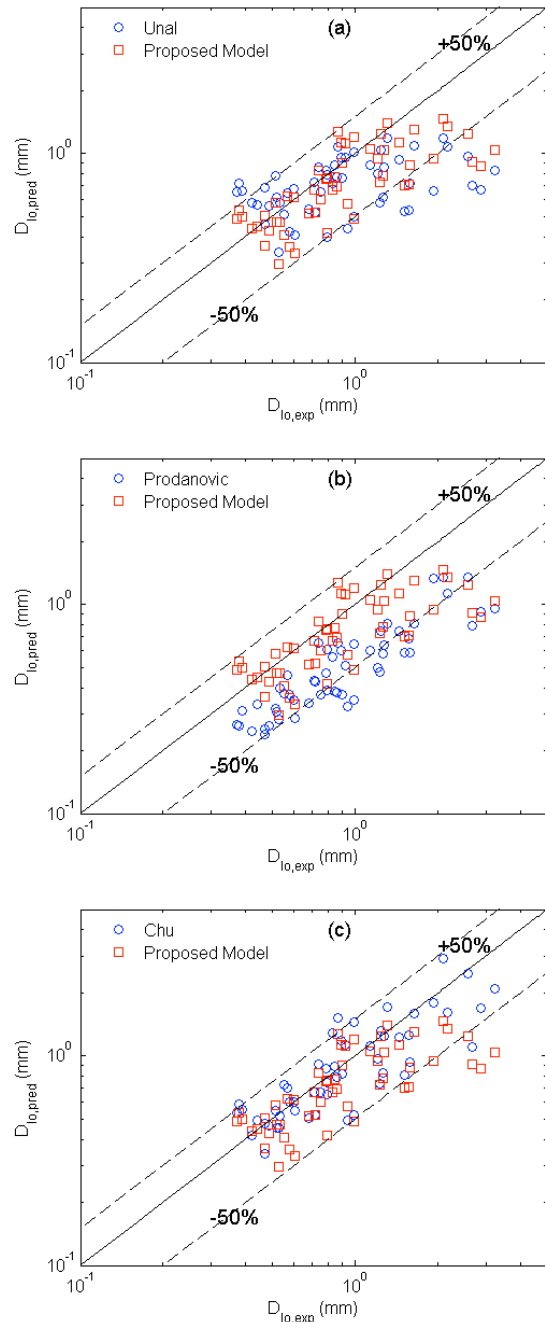 (a)
Unal
Proposed Model
+50%
-50%
D_lo,pred (mm)
10^0
10^-1
10^-1
10^0
D_lo,exp (mm)
(b)
Prodanovic
Proposed Model
+50%
-50%
D_lo,pred (mm)
10^0
10^-1
10^-1
10^0
D_lo,exp (mm)
(c)
Chu
Proposed Model
+50%
-50%
D_lo,pred (mm)
10^0
10^-1
10^-1
10^0
D_lo,exp (mm)